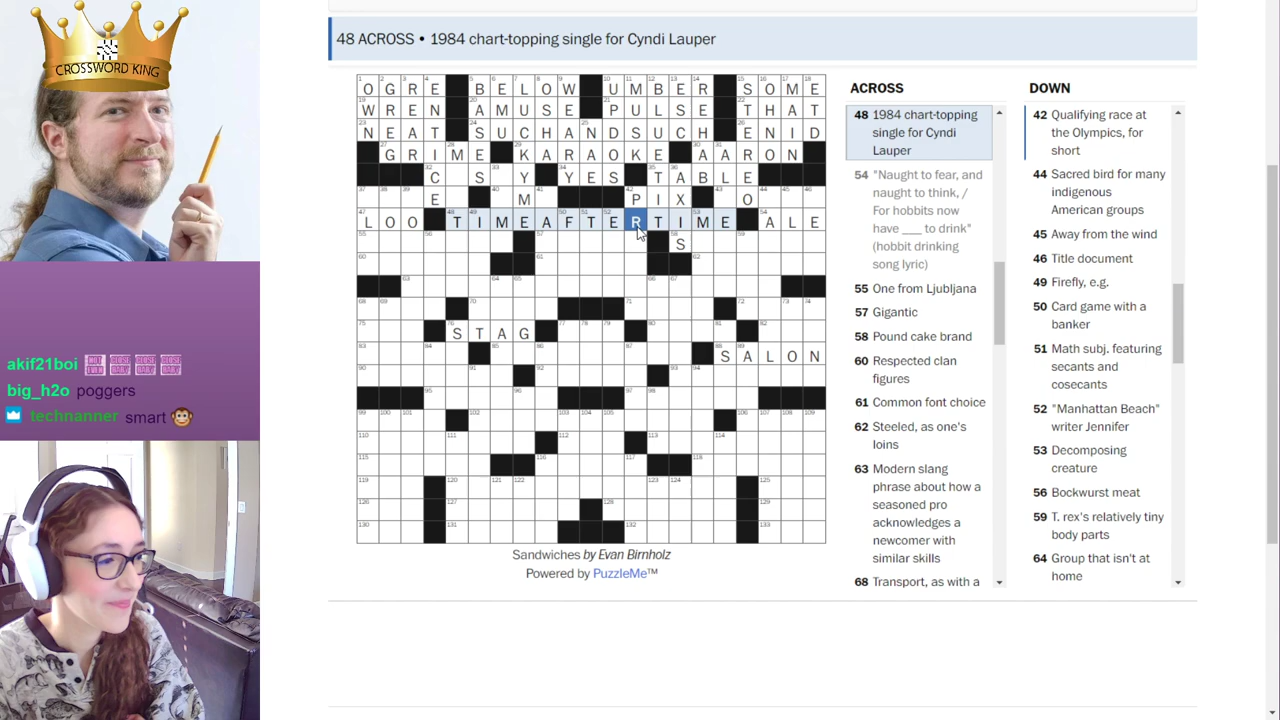 48 ACROSS • 1984 chart-topping single for Cyndi Lauper
CROSSWORD KING
OGRE BELOW UMBER SOME
WREN AMUSE PULSE THAT
NEAT SUCHANDSUCH ENID
GRIME KARAOKE AARON
C S Y YES TABLE
E M PIX O
LOO TIMEAFTERTIME ALE
S
STAG
SALON
Sandwiches by Evan Birnholz
Powered by PuzzleMe™
ACROSS
48 1984 chart-topping
single for Cyndi
Lauper
54 "Naught to fear, and
naught to think, /
For hobbits now
have ___ to drink"
(hobbit drinking
song lyric)
55 One from Ljubljana
57 Gigantic
58 Pound cake brand
60 Respected clan
figures
61 Common font choice
62 Steeled, as one's
loins
63 Modern slang
phrase about how a
seasoned pro
acknowledges a
newcomer with
similar skills
68 Transport, as with a
DOWN
42 Qualifying race at
the Olympics, for
short
44 Sacred bird for many
indigenous
American groups
45 Away from the wind
46 Title document
49 Firefly, e.g.
50 Card game with a
banker
51 Math subj. featuring
secants and
cosecants
52 "Manhattan Beach"
writer Jennifer
53 Decomposing
creature
56 Bockwurst meat
59 T. rex's relatively tiny
body parts
64 Group that isn't at
home
akif21boi
big_h2o poggers
technanner smart